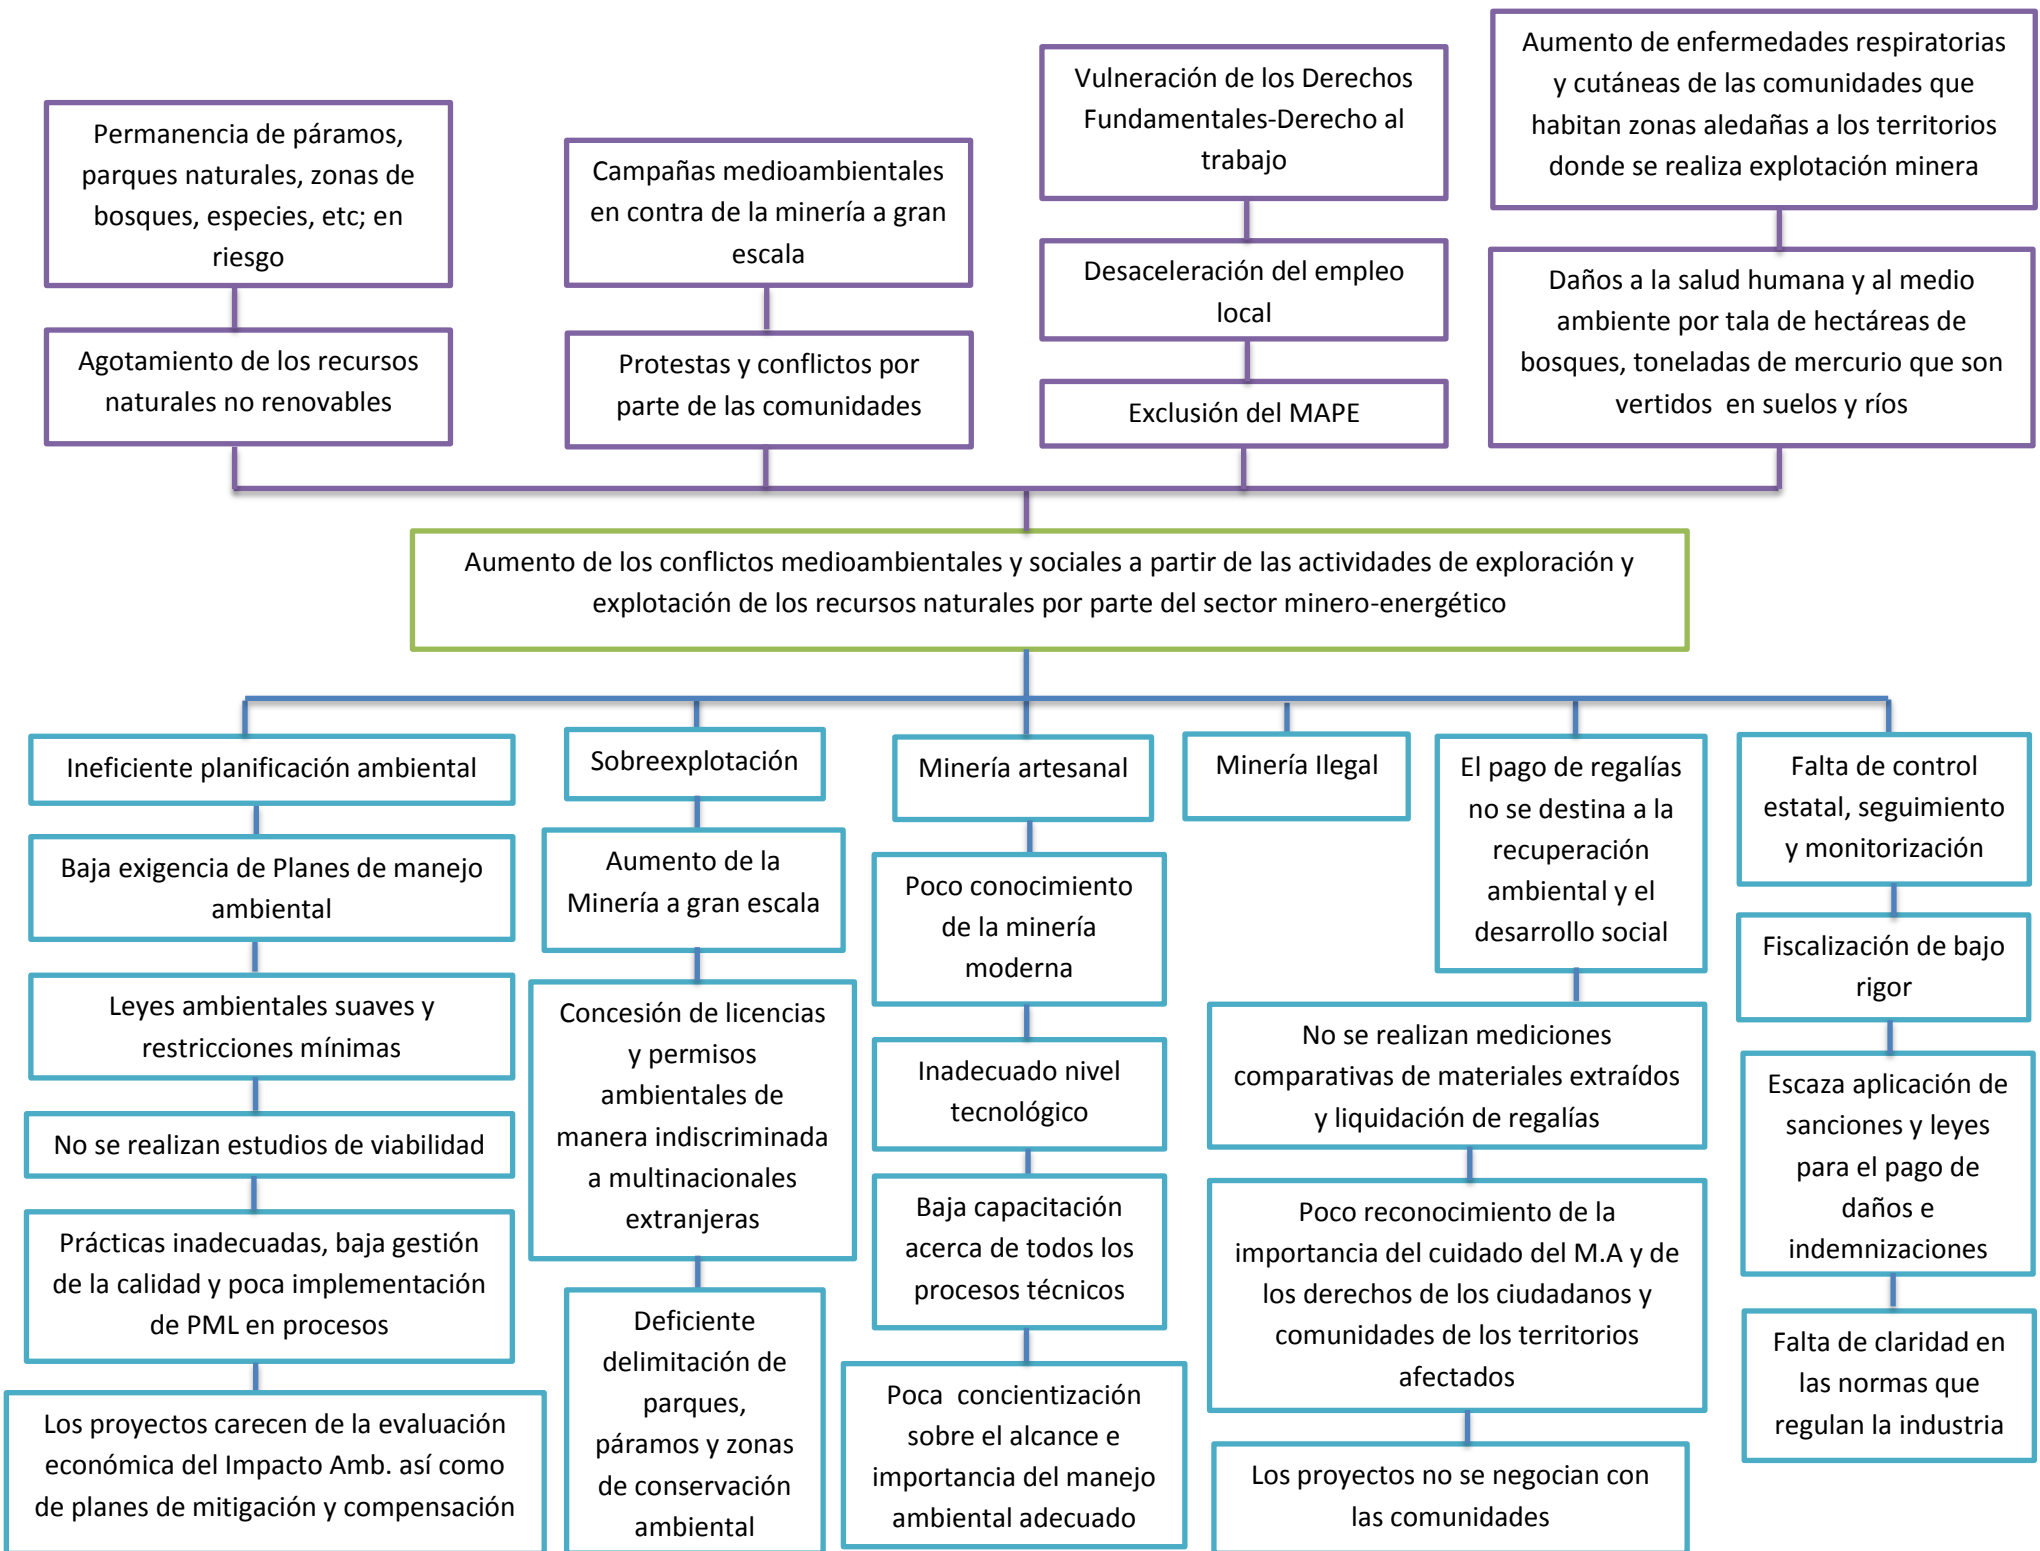 Permanencia de páramos,
parques naturales, zonas de
bosques, especies, etc; en
riesgo
Agotamiento de los recursos
naturales no renovables
Campañas medioambientales
en contra de la minería a gran
escala
Protestas y conflictos por
parte de las comunidades
Vulneración de los Derechos
Fundamentales-Derecho al
trabajo
Desaceleración del empleo
local
Exclusión del MAPE
Aumento de enfermedades respiratorias
y cutáneas de las comunidades que
habitan zonas aledañas a los territorios
donde se realiza explotación minera
Daños a la salud humana y al medio
ambiente por tala de hectáreas de
bosques, toneladas de mercurio que son
vertidos en suelos y ríos
Aumento de los conflictos medioambientales y sociales a partir de las actividades de exploración y
explotación de los recursos naturales por parte del sector minero-energético
Ineficiente planificación ambiental
Baja exigencia de Planes de manejo
ambiental
Leyes ambientales suaves y
restricciones mínimas
No se realizan estudios de viabilidad
Prácticas inadecuadas, baja gestión
de la calidad y poca implementación
de PML en procesos
Los proyectos carecen de la evaluación
económica del Impacto Amb. así como
de planes de mitigación y compensación
Sobreexplotación
Aumento de la
Minería a gran escala
Concesión de licencias
y permisos
ambientales de
manera indiscriminada
a multinacionales
extranjeras
Deficiente
delimitación de
parques,
páramos y zonas
de conservación
ambiental
Minería artesanal
Poco conocimiento
de la minería
moderna
Inadecuado nivel
tecnológico
Baja capacitación
acerca de todos los
procesos técnicos
Poca concientización
sobre el alcance e
importancia del manejo
ambiental adecuado
Minería Ilegal
El pago de regalías
no se destina a la
recuperación
ambiental y el
desarrollo social
No se realizan mediciones
comparativas de materiales extraídos
y liquidación de regalías
Poco reconocimiento de la
importancia del cuidado del M.A y de
los derechos de los ciudadanos y
comunidades de los territorios
afectados
Los proyectos no se negocian con
las comunidades
Falta de control
estatal, seguimiento
y monitorización
Fiscalización de bajo
rigor
Escaza aplicación de
sanciones y leyes
para el pago de
daños e
indemnizaciones
Falta de claridad en
las normas que
regulan la industria